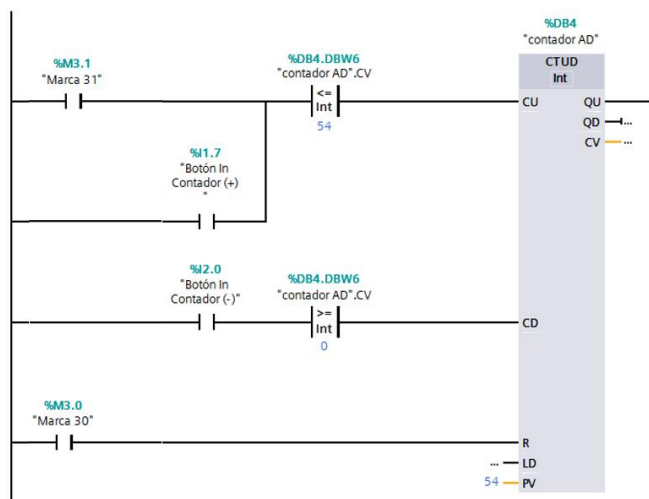 %DB4
"contador AD"
%M3.1
"Marca 31"
%DB4.DBW6
"contador AD".CV
<=
Int
54
CTUD
Int
CU
QU
QD
...
CV
...
%I1.7
"Botón In
Contador (+)
"
%I2.0
"Botón In
Contador (-)"
%DB4.DBW6
"contador AD".CV
>=
Int
0
CD
%M3.0
"Marca 30"
R
... LD
54 PV